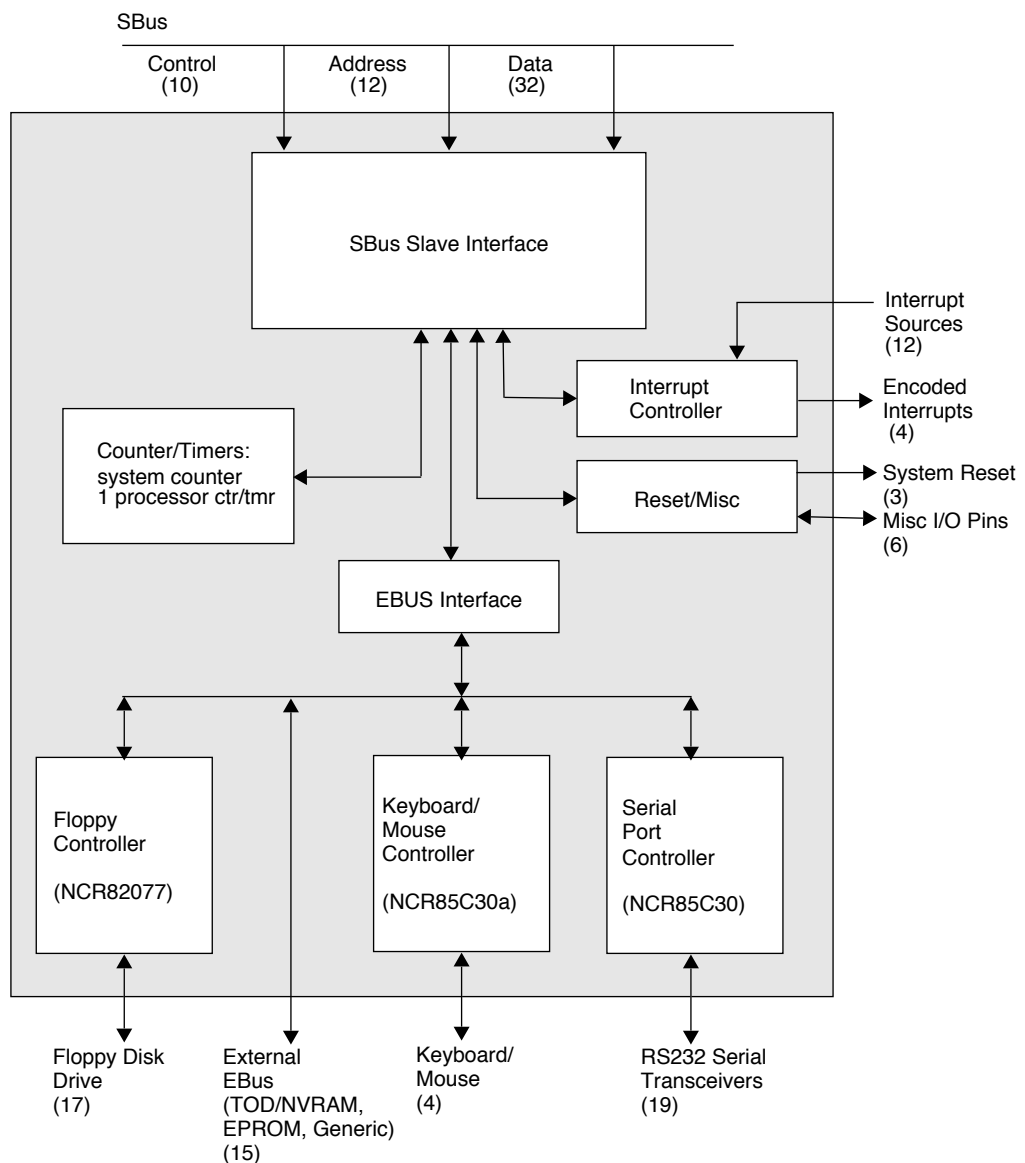 SBus
Control
(10)
Address
(12)
Data
(32)
SBus Slave Interface
Interrupt
Sources
(12)
Interrupt
Controller
Encoded
Interrupts
(4)
Counter/Timers:
system counter
1 processor ctr/tmr
Reset/Misc
System Reset
(3)
Misc I/O Pins
(6)
EBUS Interface
Floppy
Controller
(NCR82077)
Keyboard/
Mouse
Controller
(NCR85C30a)
Serial
Port
Controller
(NCR85C30)
Floppy Disk
Drive
(17)
External
EBus
(TOD/NVRAM,
EPROM, Generic)
(15)
Keyboard/
Mouse
(4)
RS232 Serial
Transceivers
(19)